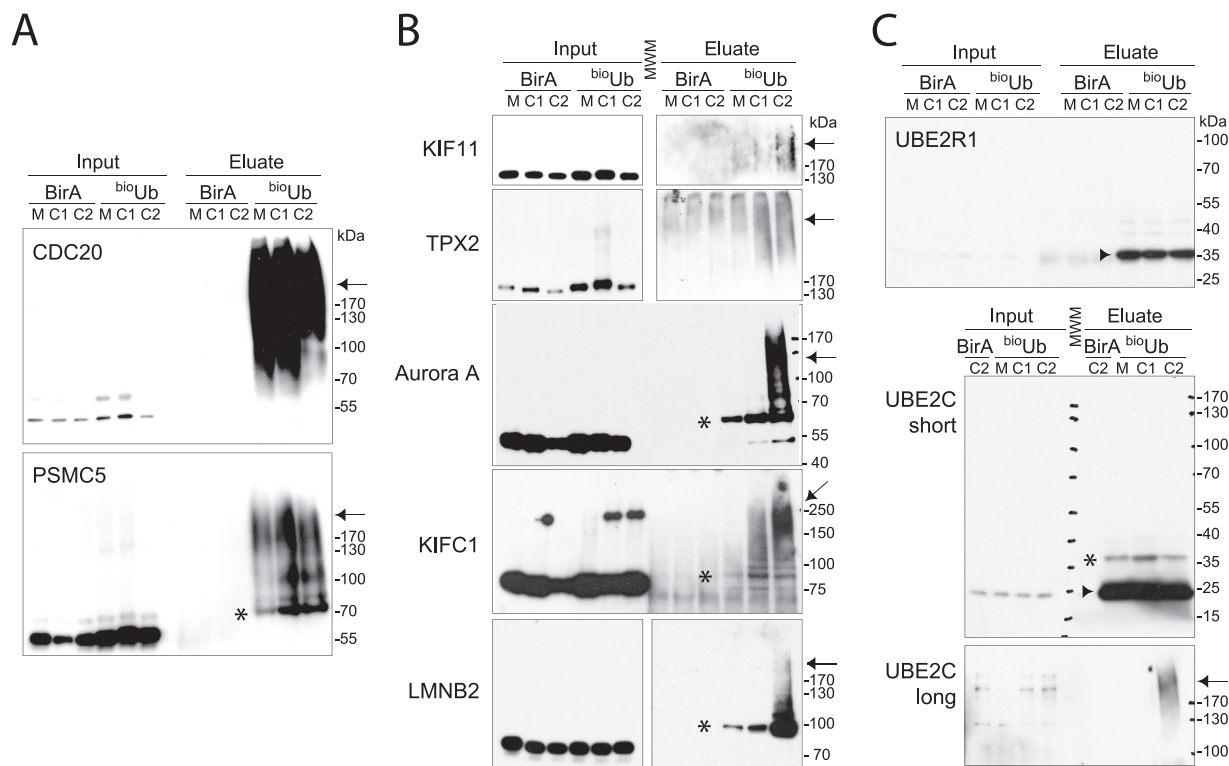 A
Input
Eluate
BirA
bioUb
BirA
bioUb
M C1 C2 M C1 C2
M C1 C2 M C1 C2
kDa
CDC20
-170
-130
-100
-70
-55
PSMC5
-170
-130
-100
*
-70
-55
B
Input
MWM
Eluate
BirA
bioUb
BirA
bioUb
M C1 C2 M C1 C2
M C1 C2 M C1 C2
kDa
KIF11
-170
-130
TPX2
-170
-130
Aurora A
-170
-100
-70
*
-55
-40
KIFC1
-250
-150
-100
*
-75
LMNB2
-170
-130
*
-100
-70
C
Input
Eluate
BirA
bioUb
BirA
bioUb
M C1 C2 M C1 C2
M C1 C2 M C1 C2
kDa
UBE2R1
-100
-70
-55
-40
-35
-25
Input
MWM
Eluate
BirA
bioUb
BirA
bioUb
C2 M C1 C2
C2 M C1 C2
UBE2C
short
-170
-130
-100
-70
-55
-40
-35
*
-25
-15
UBE2C
long
-170
-130
-100